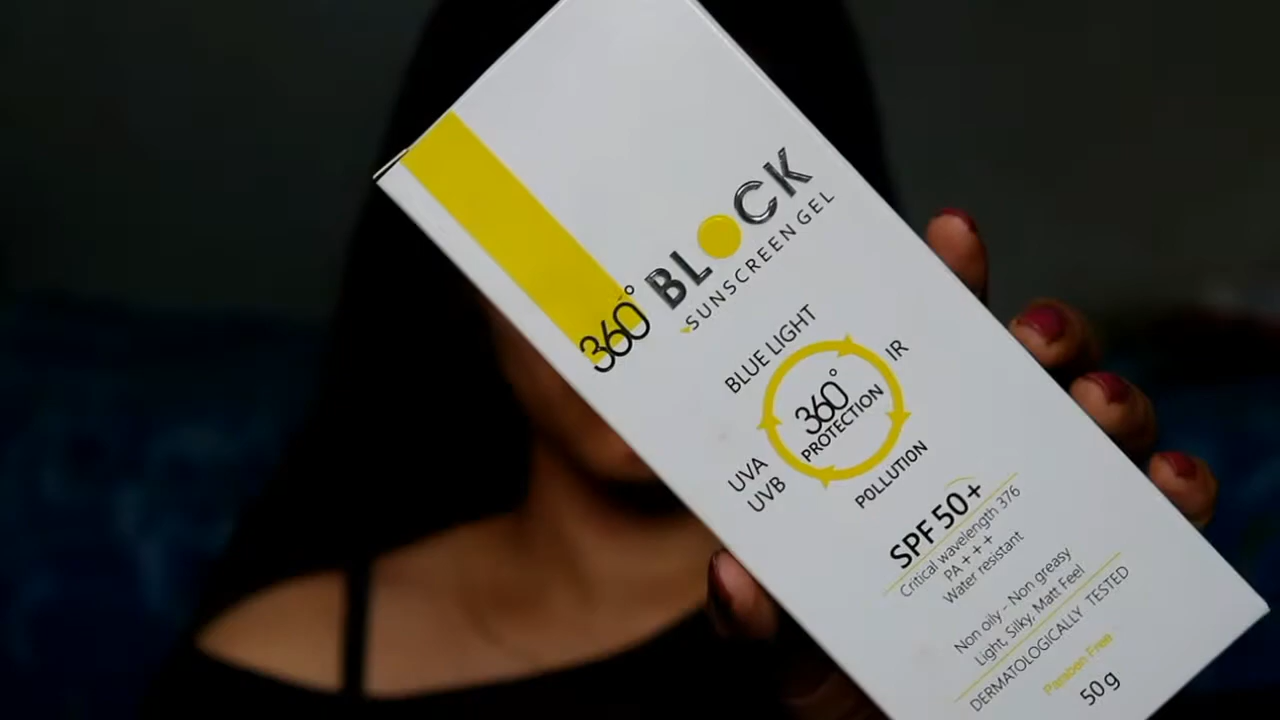 360° BLOCK
SUNSCREEN GEL
BLUE LIGHT
IR
360°
PROTECTION
UVA
UVB
POLLUTION
SPF 50+
Critical wavelength 376
PA + + +
Water resistant
Non oily - Non greasy
Light, Silky, Matt Feel
DERMATOLOGICALLY TESTED
Paraben Free
50 g